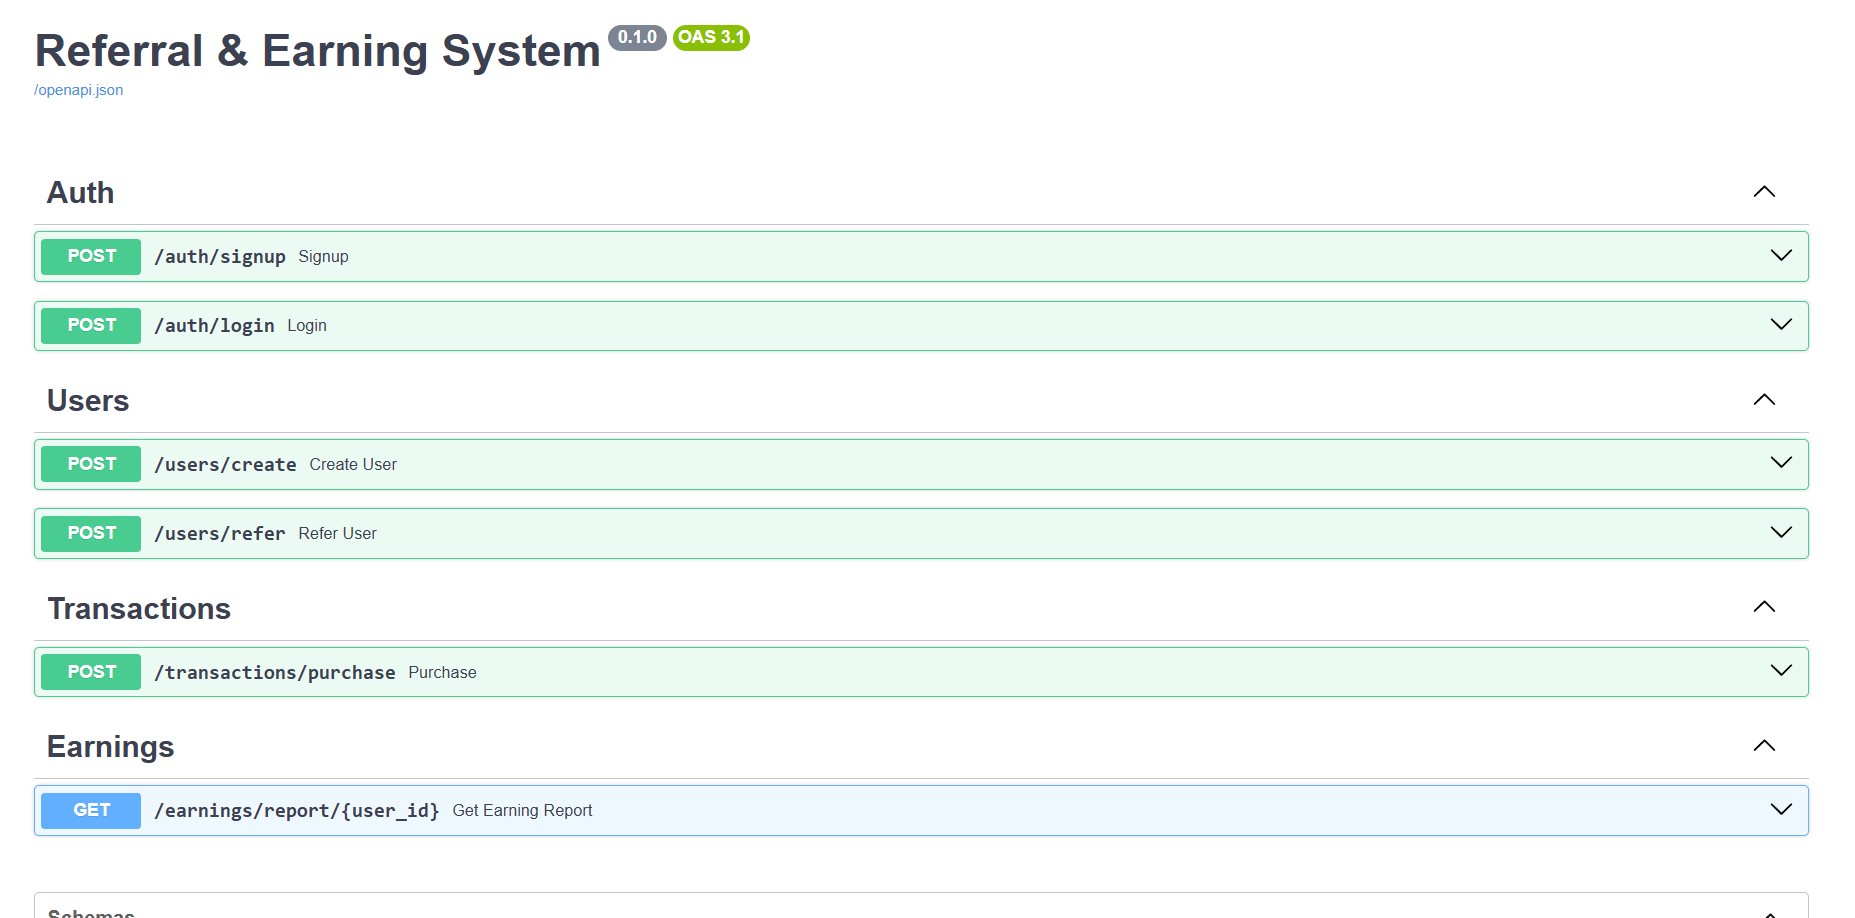 Referral & Earning System 0.1.0 OAS 3.1
/openapi.json
Auth
POST /auth/signup Signup
POST /auth/login Login
Users
POST /users/create Create User
POST /users/refer Refer User
Transactions
POST /transactions/purchase Purchase
Earnings
GET /earnings/report/{user_id} Get Earning Report
Schemas